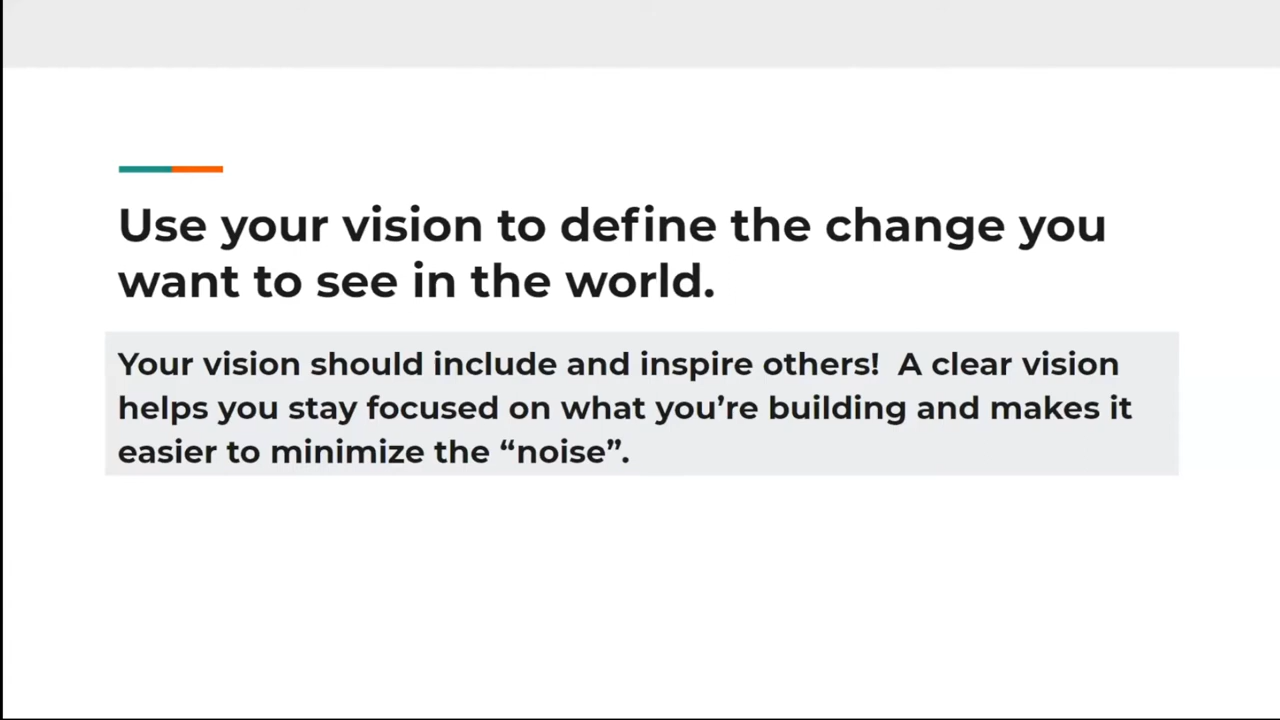 Use your vision to define the change you
want to see in the world.
Your vision should include and inspire others!  A clear vision
helps you stay focused on what you’re building and makes it
easier to minimize the “noise”.